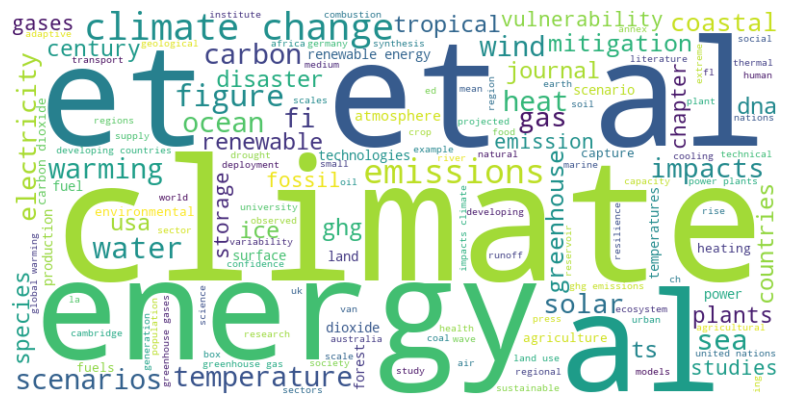 gases
institute
climate change
combustion
tropical
vulnerability
annex
coastal
adaptive
century
geological
africa
germany
synthesis
carbon
renewable energy
wind
mitigation
social
transport
disaster
medium
literature
extreme
thermal
electricity
carbon dioxide
regions
figure
scales
et
et al
ed
mean
region
journal
scenario
earth
human
fl
supply
ocean
fi
atmosphere
heat
soil
plant
chapter
dna
nations
developing countries
renewable
crop
projected
food
gas
emission
cooling
technical
warming
drought
technologies
example
emissions
capture
impacts
fuel
deployment
small
fossil
oil
river
natural
marine
capacity
power plants
climate
production
world
environmental
sector
usa
storage
university
ice
observed
ghg
developing
impacts climate
greenhouse
resilience
temperatures
rise
heating
countries
water
variability
surface
land
runoff
reservoir
confidence
ghg emissions
species
global warming
la
energy
al
science
uk
van
ch
solar
power
plants
cambridge
dioxide
health
press
ecosystem
urban
agricultural
population
generation
greenhouse gases
research
australia
coal
wave
agriculture
ts
sea
box
scale
forest
land use
united nations
fuels
greenhouse gas
society
air
regional
models
studies
scenarios
temperature
sectors
study
sustainable
ing